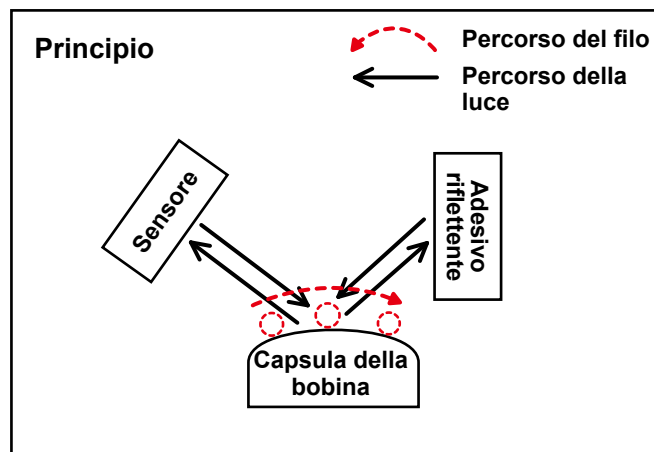 Principio
Percorso del filo
Percorso della
luce
Sensore
Adesivo
riflettente
Capsula della
bobina